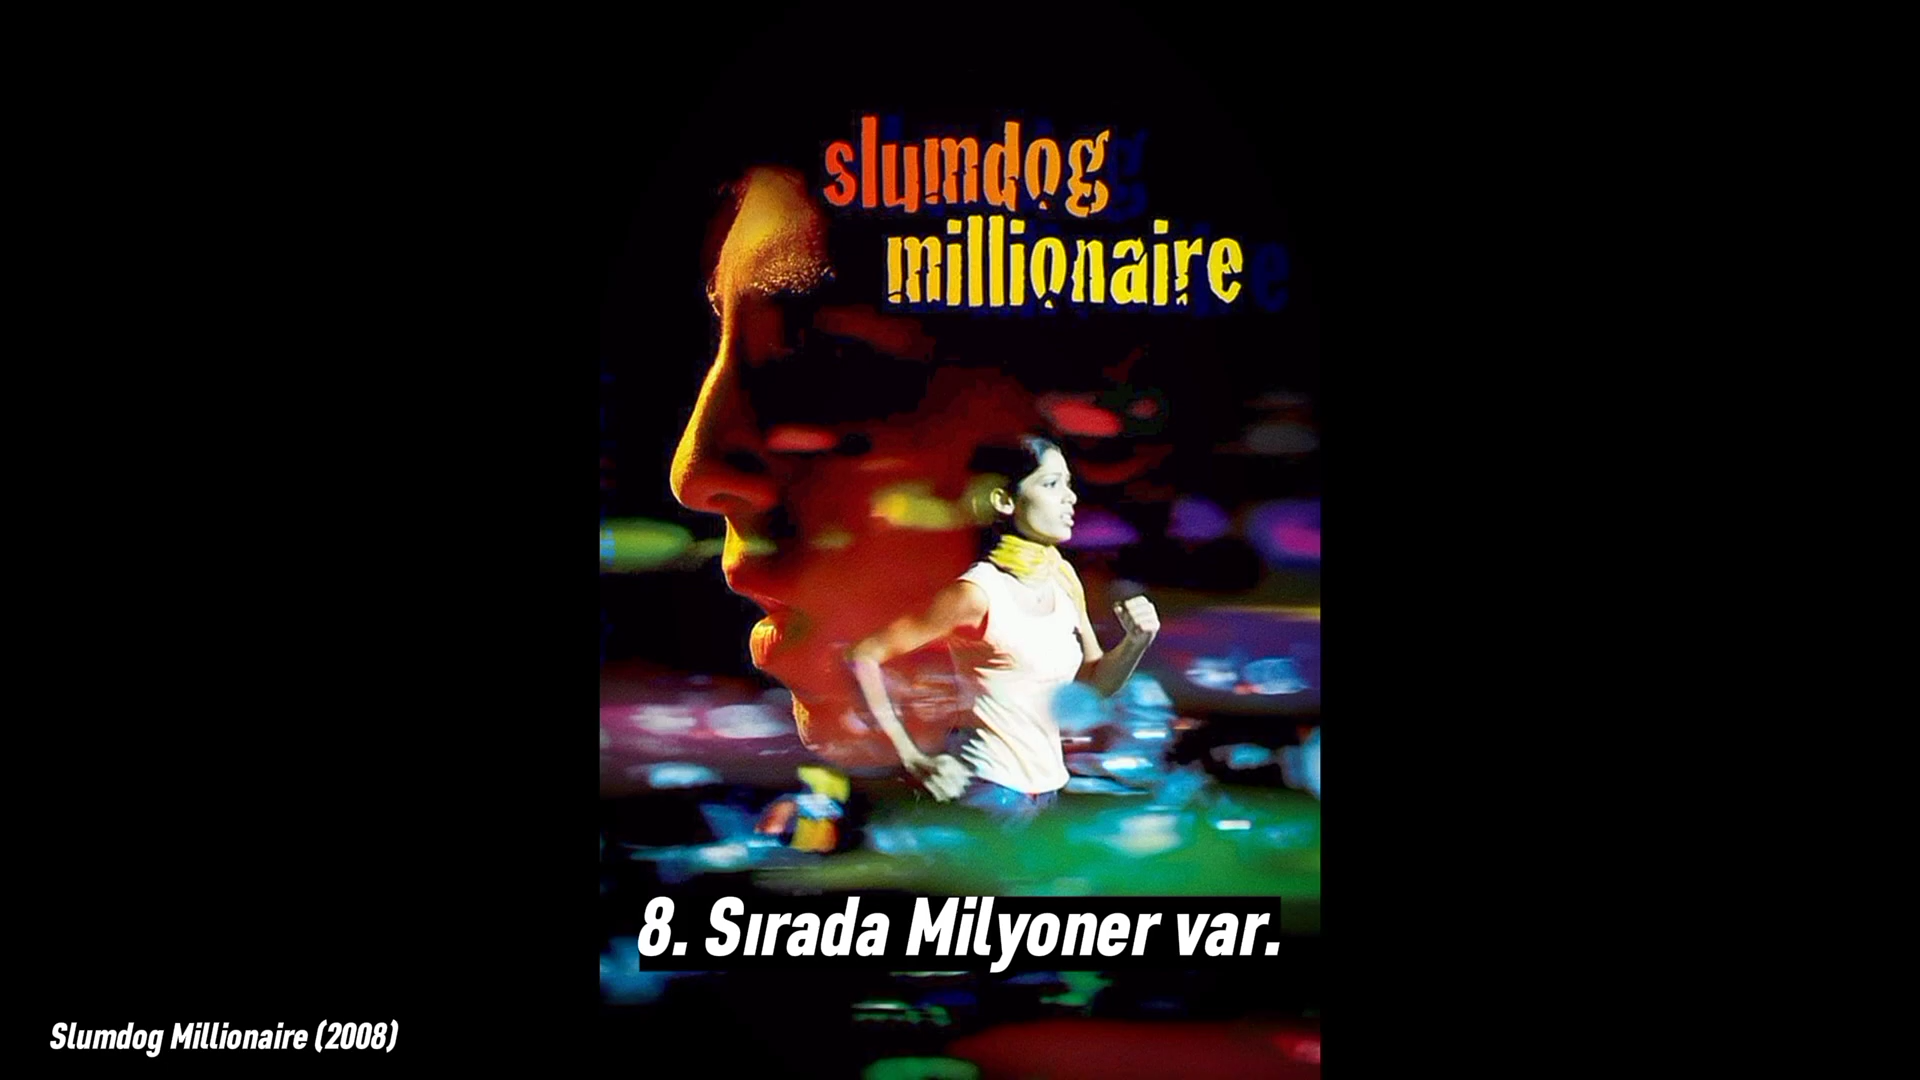 slumdog
millionaire
8. Sırada Milyoner var.
Slumdog Millionaire (2008)